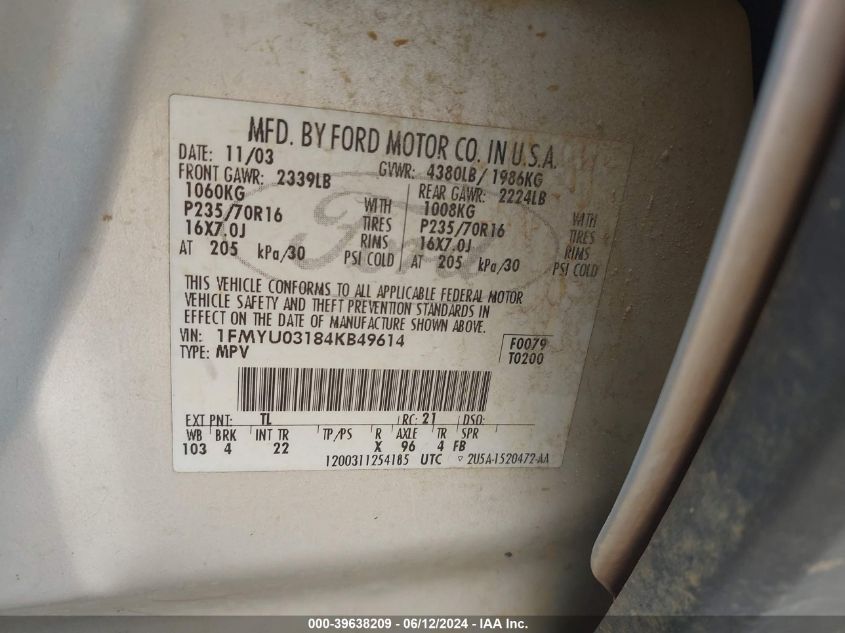 MFD. BY FORD MOTOR CO. IN U.S.A.
DATE: 11/03 GVWR: 4380LB/ 1986KG
FRONT GAWR: 2339LB REAR GAWR: 2224LB
1060KG WITH 1008KG WITH
P235/70R16 TIRES P235/70R16 TIRES
16X7.0J RIMS 16X7.0J RIMS
AT 205 kPa/30 PSI COLD AT 205 kPa/30 PSI COLD
Ford
THIS VEHICLE CONFORMS TO ALL APPLICABLE FEDERAL MOTOR
VEHICLE SAFETY AND THEFT PREVENTION STANDARDS IN
EFFECT ON THE DATE OF MANUFACTURE SHOWN ABOVE.
VIN: 1FMYU03184KB49614 F0079
TYPE: MPV T0200
EXT PNT: TL RC: 21 DSO:
WB BRK INT TR TP/PS R AXLE TR SPR
103 4 22 X 96 4 FB
1200311254185 UTC 2U5A-1520472-AA
000-39638209 - 06/12/2024 - IAA Inc.